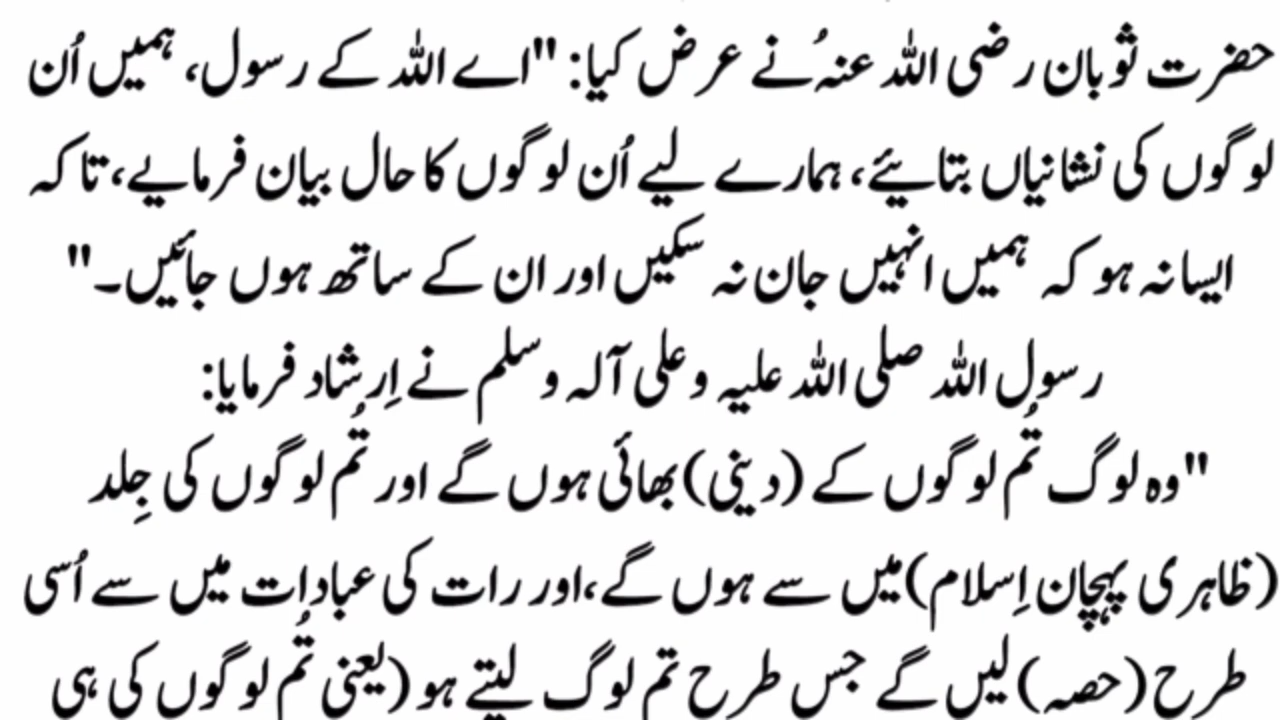 حضرت ثوبان رضی اللہ عنہُ نے عرض کیا: "اے اللہ کے رسول، ہمیں اُن
لوگوں کی نشانیاں بتایئے، ہمارے لیے اُن لوگوں کا حال بیان فرمایے، تاکہ
ایسا نہ ہو کہ ہمیں انہیں جان نہ سکیں اور ان کے ساتھ ہوں جائیں۔"
رسول اللہ صلی اللہ علیہ وعلی آلہ وسلم نے اِرشاد فرمایا:
"وہ لوگ تُم لوگوں کے (دینی) بھائی ہوں گے اور تُم لوگوں کی جِلد
(ظاہری پہچان اِسلام) میں سے ہوں گے، اور رات کی عبادات میں سے اُسی
طرح (حصہ) لیں گے جس طرح تم لوگ لیتے ہو (یعنی تُم لوگوں کی ہی